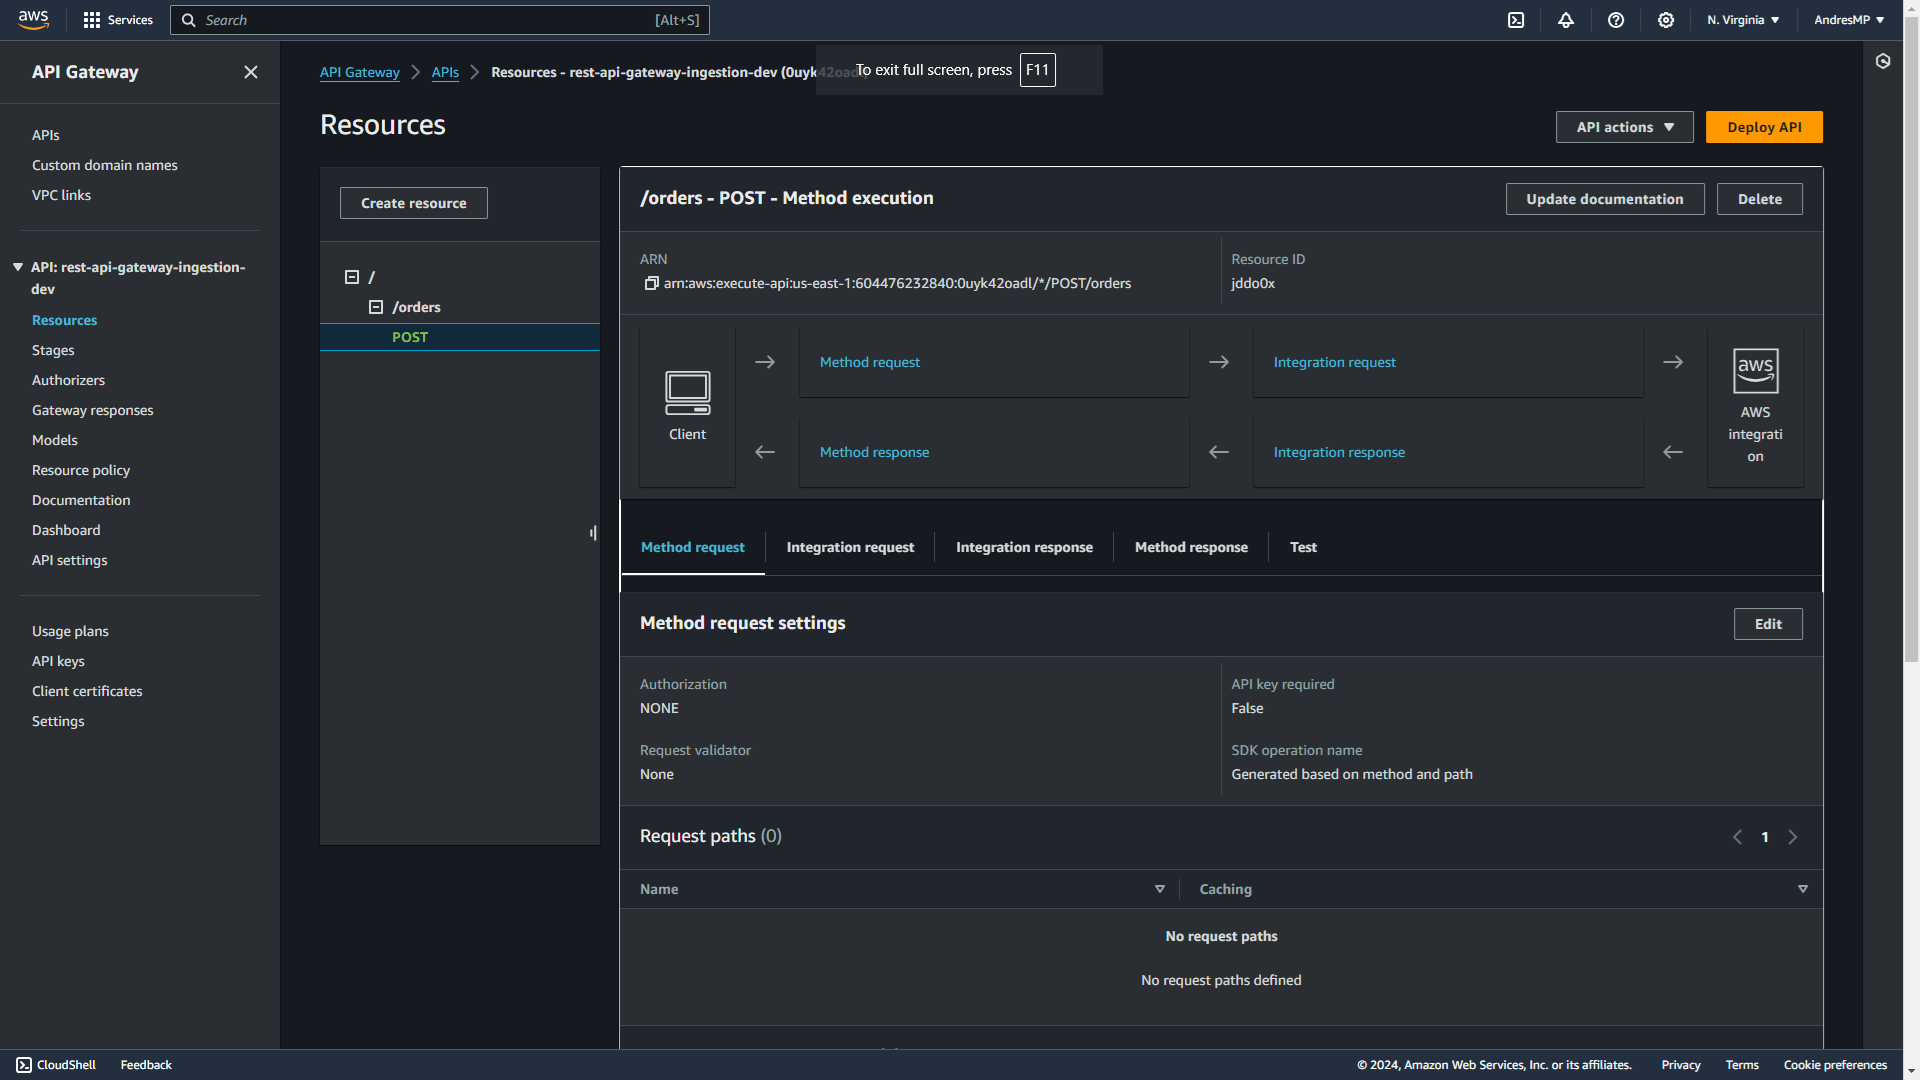 aws
Services
Search
[Alt+S]
N. Virginia
AndresMP
API Gateway
APIs
Custom domain names
VPC links
API: rest-api-gateway-ingestion-
dev
Resources
Stages
Authorizers
Gateway responses
Models
Resource policy
Documentation
Dashboard
API settings
Usage plans
API keys
Client certificates
Settings
API Gateway
APIs
Resources - rest-api-gateway-ingestion-dev (0uyk42oadl)
To exit full screen, press F11
Resources
API actions
Deploy API
Create resource
/
/orders
POST
/orders - POST - Method execution
Update documentation
Delete
ARN
arn:aws:execute-api:us-east-1:604476232840:0uyk42oadl/*/POST/orders
Resource ID
jddo0x
Client
Method request
Integration request
Method response
Integration response
aws
AWS
integrati
on
Method request
Integration request
Integration response
Method response
Test
Method request settings
Edit
Authorization
NONE
API key required
False
Request validator
None
SDK operation name
Generated based on method and path
Request paths (0)
1
Name
Caching
No request paths
No request paths defined
CloudShell
Feedback
© 2024, Amazon Web Services, Inc. or its affiliates.
Privacy
Terms
Cookie preferences